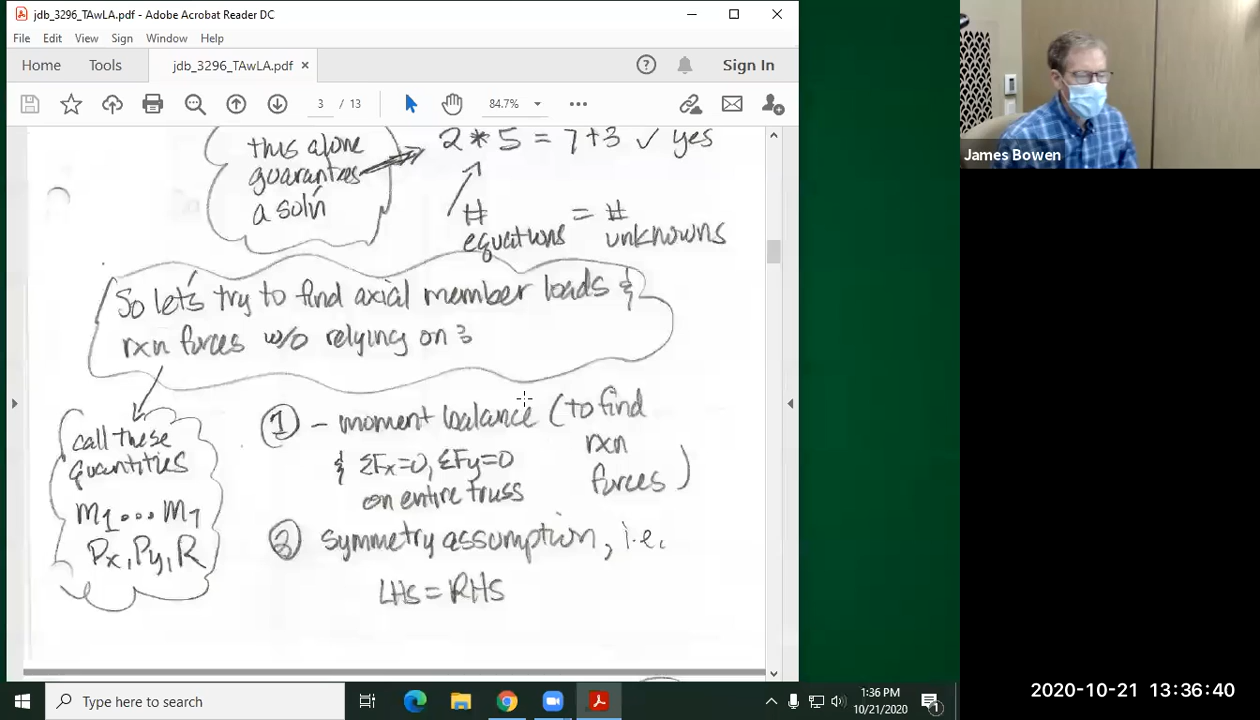 jdb_3296_TAwLA.pdf - Adobe Acrobat Reader DC
File Edit View Sign Window Help
Home Tools jdb_3296_TAwLA.pdf × Sign In
3 / 13 84.7%
this alone
guarantees
a sol'n
2 * 5 = 7+3 ✓ yes
# equations = # unknowns
So let's try to find axial member loads &
rxn forces w/o relying on :
call these
quantities
m1...m7
Px, Py, R
① - moment balance (to find
rxn
forces)
& ΣFx=0, ΣFy=0
on entire truss
② symmetry assumption, i.e.
LHS = RHS
James Bowen
Type here to search
1:36 PM
10/21/2020
1
2020-10-21 13:36:40